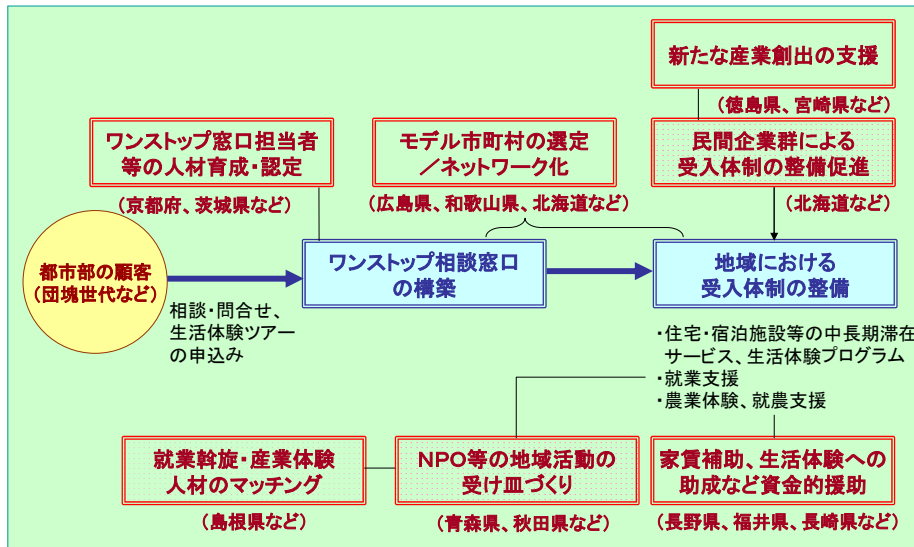 新たな産業創出の支援
(徳島県、宮崎県など)
ワンストップ窓口担当者
等の人材育成・認定
(京都府、茨城県など)
モデル市町村の選定
/ネットワーク化
(広島県、和歌山県、北海道など)
民間企業群による
受入体制の整備促進
(北海道など)
都市部の顧客
(団塊世代など)
相談・問合せ、
生活体験ツアー
の申込み
ワンストップ相談窓口
の構築
地域における
受入体制の整備
・住宅・宿泊施設等の中長期滞在
サービス、生活体験プログラム
・就業支援
・農業体験、就農支援
就業斡旋・産業体験
人材のマッチング
(島根県など)
NPO等の地域活動の
受け皿づくり
(青森県、秋田県など)
家賃補助、生活体験への
助成など資金的援助
(長野県、福井県、長崎県など)